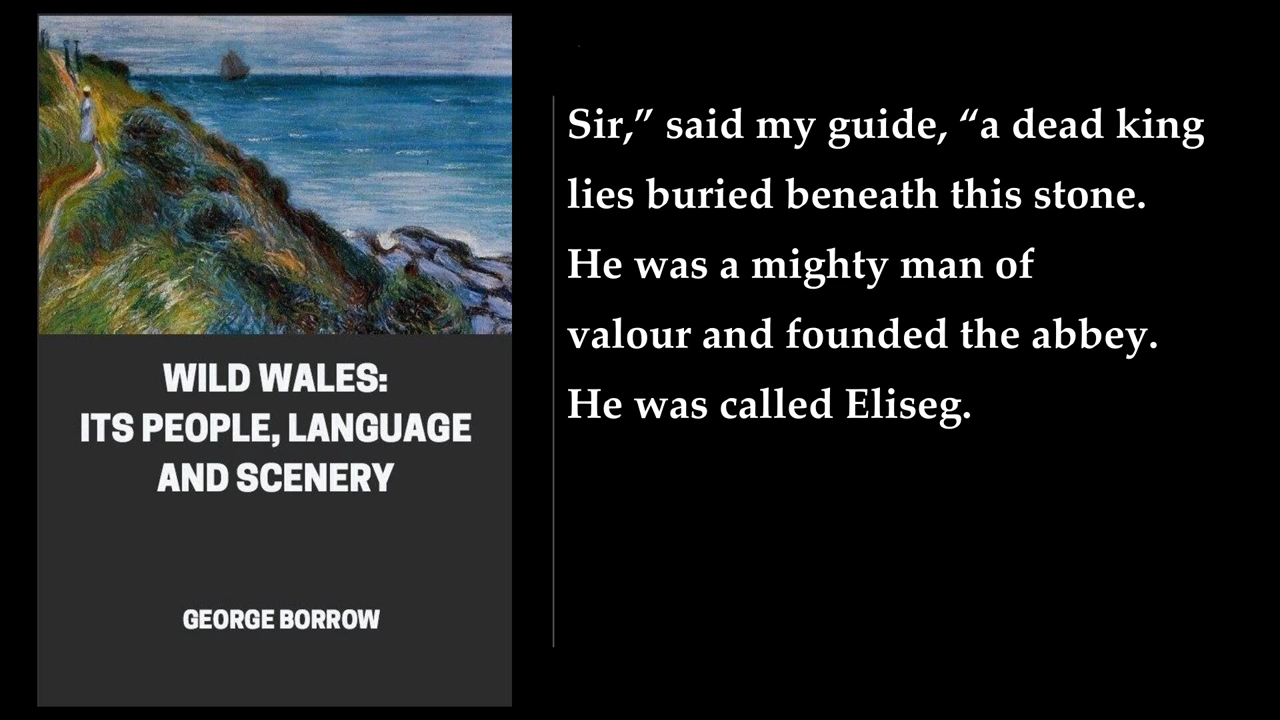 WILD WALES:
ITS PEOPLE, LANGUAGE
AND SCENERY
GEORGE BORROW
Sir,” said my guide, “a dead king
lies buried beneath this stone.
He was a mighty man of
valour and founded the abbey.
He was called Eliseg.